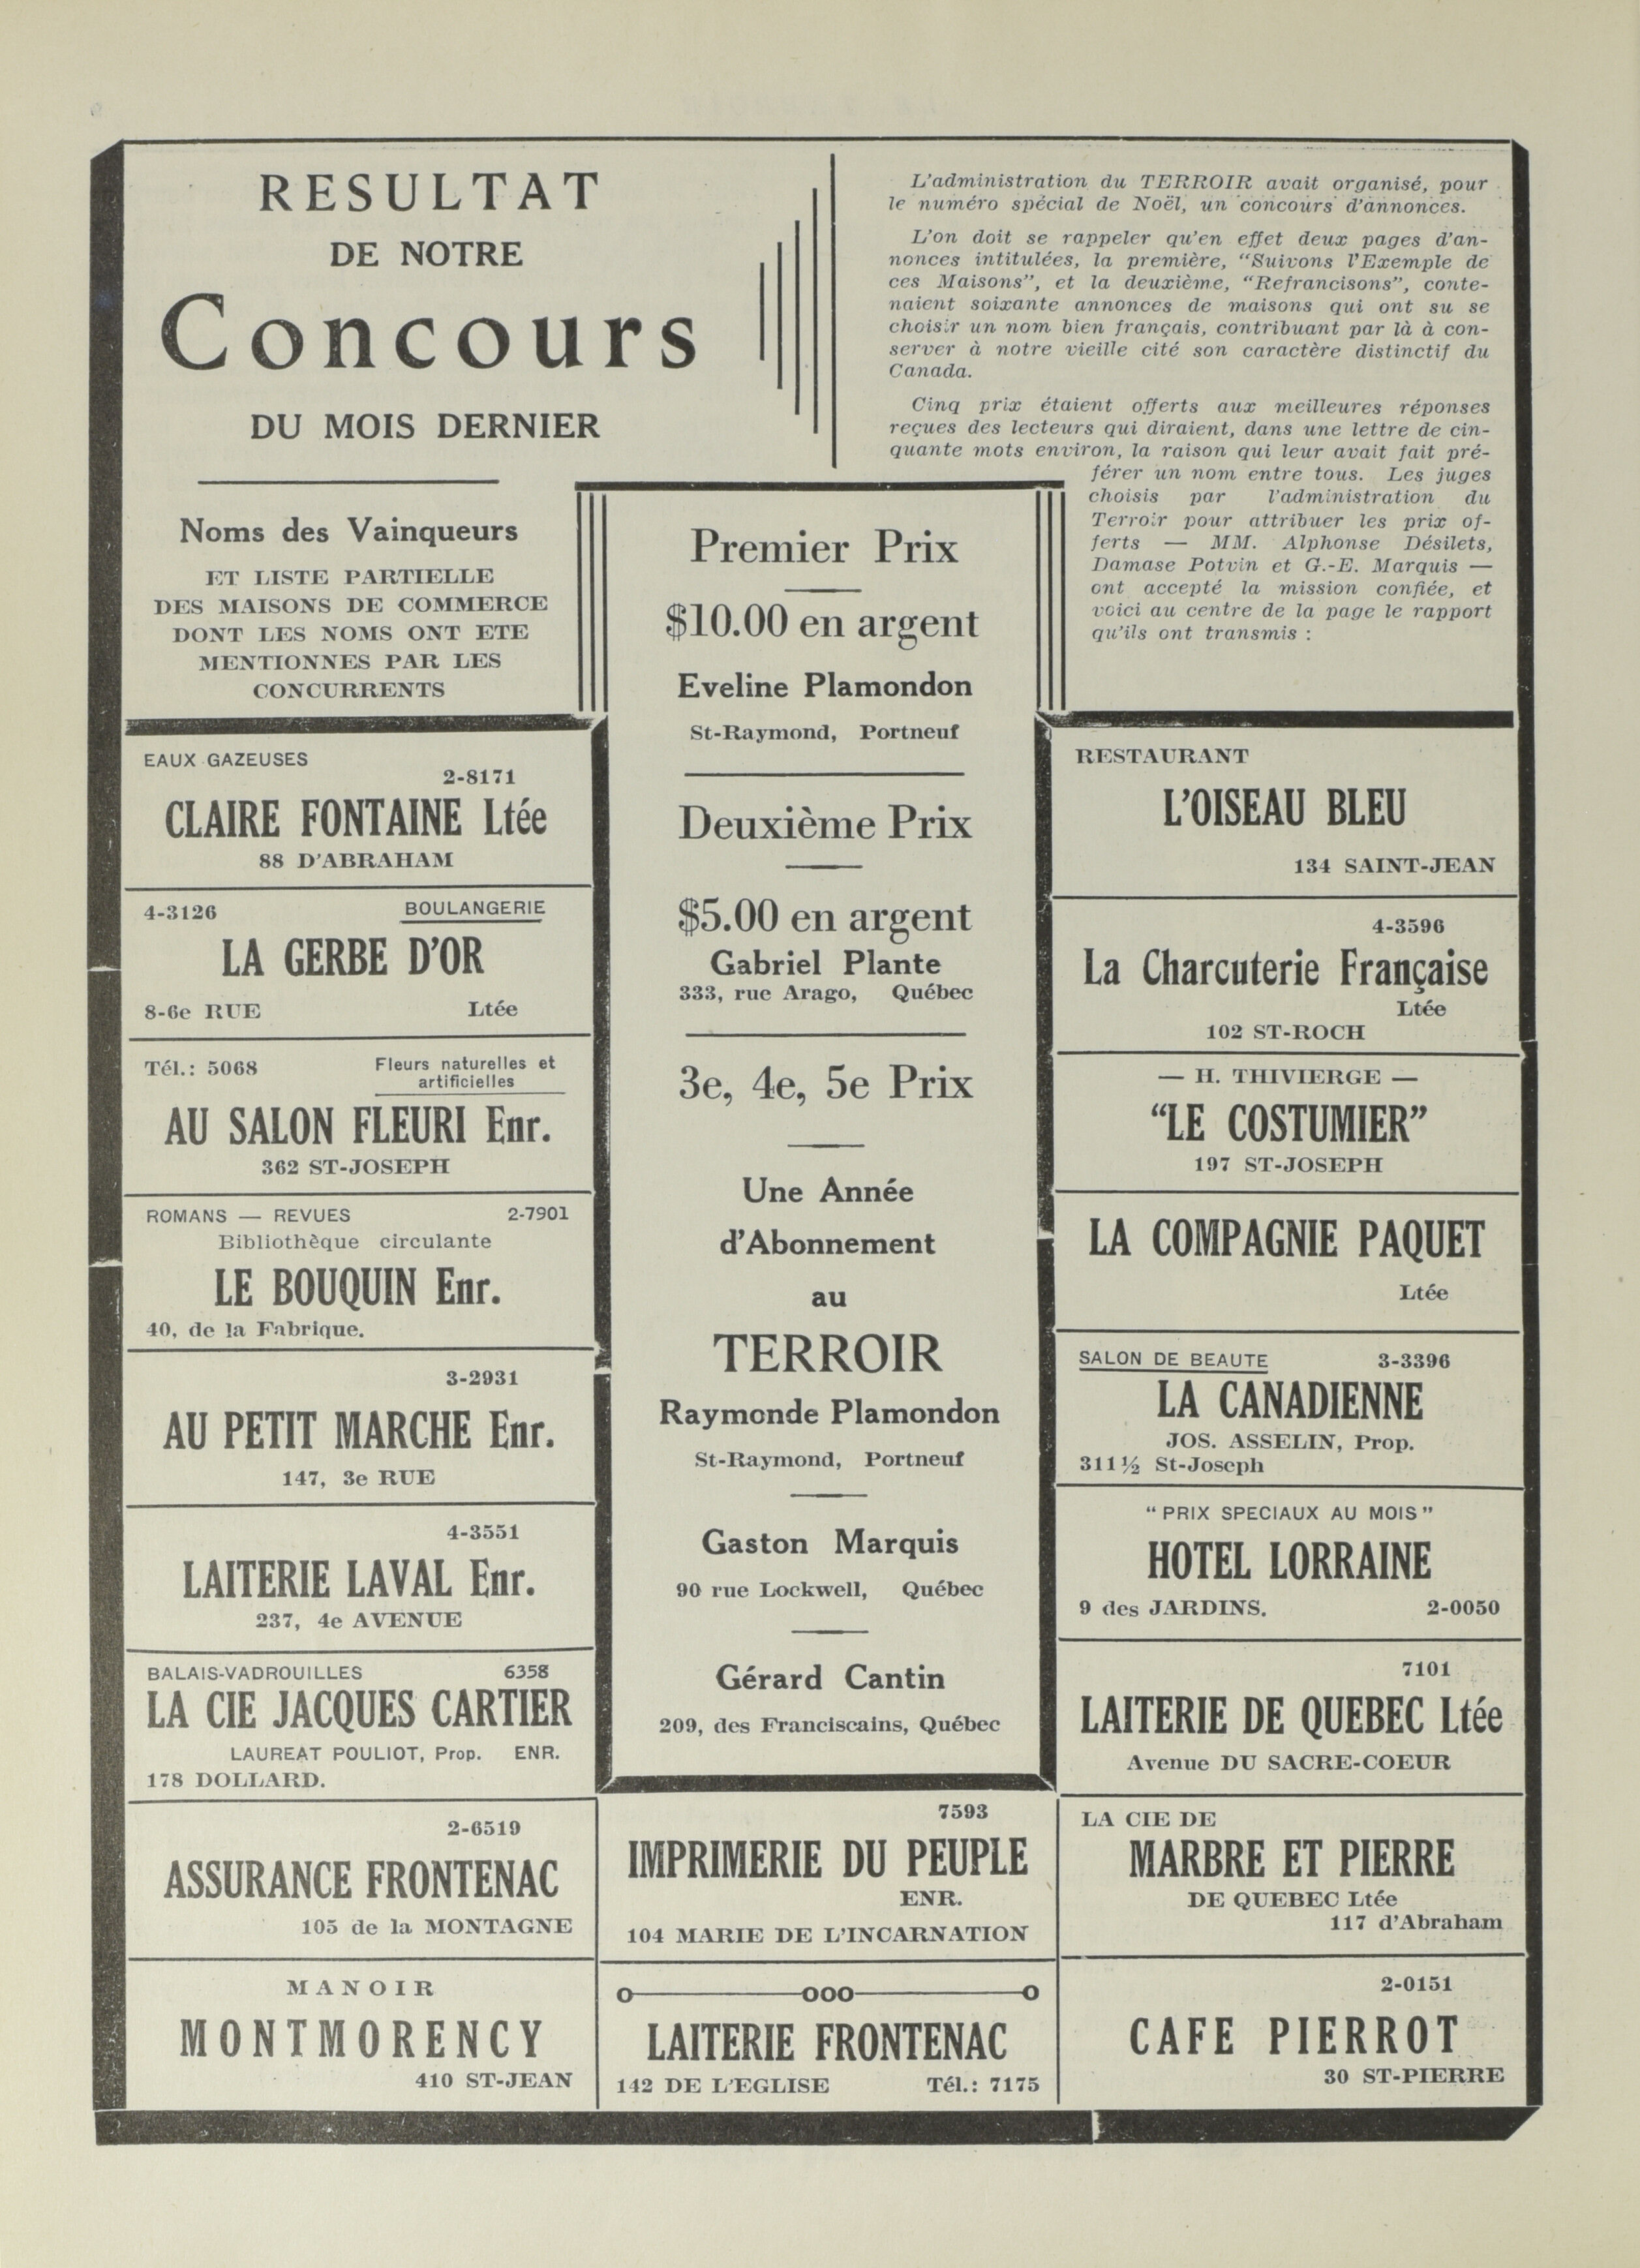 RESULTAT
DE NOTRE
Concours
DU MOIS DERNIER
L'administration du TERROIR avait organisé, pour
le numéro spécial de Noël, un concours d'annonces.
L'on doit se rappeler qu'en effet deux pages d'an-
nonces intitulées, la première, "Suivons l'Exemple de
ces Maisons", et la deuxième, "Refrancisons", conte-
naient soixante annonces de maisons qui ont su se
choisir un nom bien français, contribuant par là à con-
server à notre vieille cité son caractère distinctif du
Canada.
Cinq prix étaient offerts aux meilleures réponses
reçues des lecteurs qui diraient, dans une lettre de cin-
quante mots environ, la raison qui leur avait fait pré-
férer un nom entre tous. Les juges
choisis par l'administration du
Terroir pour attribuer les prix of-
ferts — MM. Alphonse Désilets,
Damase Potvin et G.-E. Marquis —
ont accepté la mission confiée, et
voici au centre de la page le rapport
qu'ils ont transmis :
Noms des Vainqueurs
ET LISTE PARTIELLE
DES MAISONS DE COMMERCE
DONT LES NOMS ONT ETE
MENTIONNES PAR LES
CONCURRENTS
EAUX GAZEUSES
2-8171
CLAIRE FONTAINE Ltée
88 D'ABRAHAM
4-3126 BOULANGERIE
LA GERBE D'OR
8-6e RUE Ltée
Tél.: 5068 Fleurs naturelles et
artificielles
AU SALON FLEURI Enr.
362 ST-JOSEPH
ROMANS — REVUES 2-7901
Bibliothèque circulante
LE BOUQUIN Enr.
40, de la Fabrique.
3-2931
AU PETIT MARCHE Enr.
147, 3e RUE
4-3551
LAITERIE LAVAL Enr.
237, 4e AVENUE
BALAIS-VADROUILLES 6358
LA CIE JACQUES CARTIER
LAUREAT POULIOT, Prop. ENR.
178 DOLLARD.
2-6519
ASSURANCE FRONTENAC
105 de la MONTAGNE
MANOIR
MONTMORENCY
410 ST-JEAN
Premier Prix
$10.00 en argent
Eveline Plamondon
St-Raymond, Portneuf
Deuxième Prix
$5.00 en argent
Gabriel Plante
333, rue Arago, Québec
3e, 4e, 5e Prix
Une Année
d'Abonnement
au
TERROIR
Raymonde Plamondon
St-Raymond, Portneuf
Gaston Marquis
90 rue Lockwell, Québec
Gérard Cantin
209, des Franciscains, Québec
7593
IMPRIMERIE DU PEUPLE
ENR.
104 MARIE DE L'INCARNATION
LAITERIE FRONTENAC
142 DE L'EGLISE Tél.: 7175
RESTAURANT
L'OISEAU BLEU
134 SAINT-JEAN
4-3596
La Charcuterie Française
Ltée
102 ST-ROCH
— H. THIVIERGE —
"LE COSTUMIER"
197 ST-JOSEPH
LA COMPAGNIE PAQUET
Ltée
SALON DE BEAUTE 3-3396
LA CANADIENNE
JOS. ASSELIN, Prop.
311½ St-Joseph
"PRIX SPECIAUX AU MOIS"
HOTEL LORRAINE
9 des JARDINS. 2-0050
7101
LAITERIE DE QUEBEC Ltée
Avenue DU SACRE-COEUR
LA CIE DE
MARBRE ET PIERRE
DE QUEBEC Ltée
117 d'Abraham
2-0151
CAFE PIERROT
30 ST-PIERRE